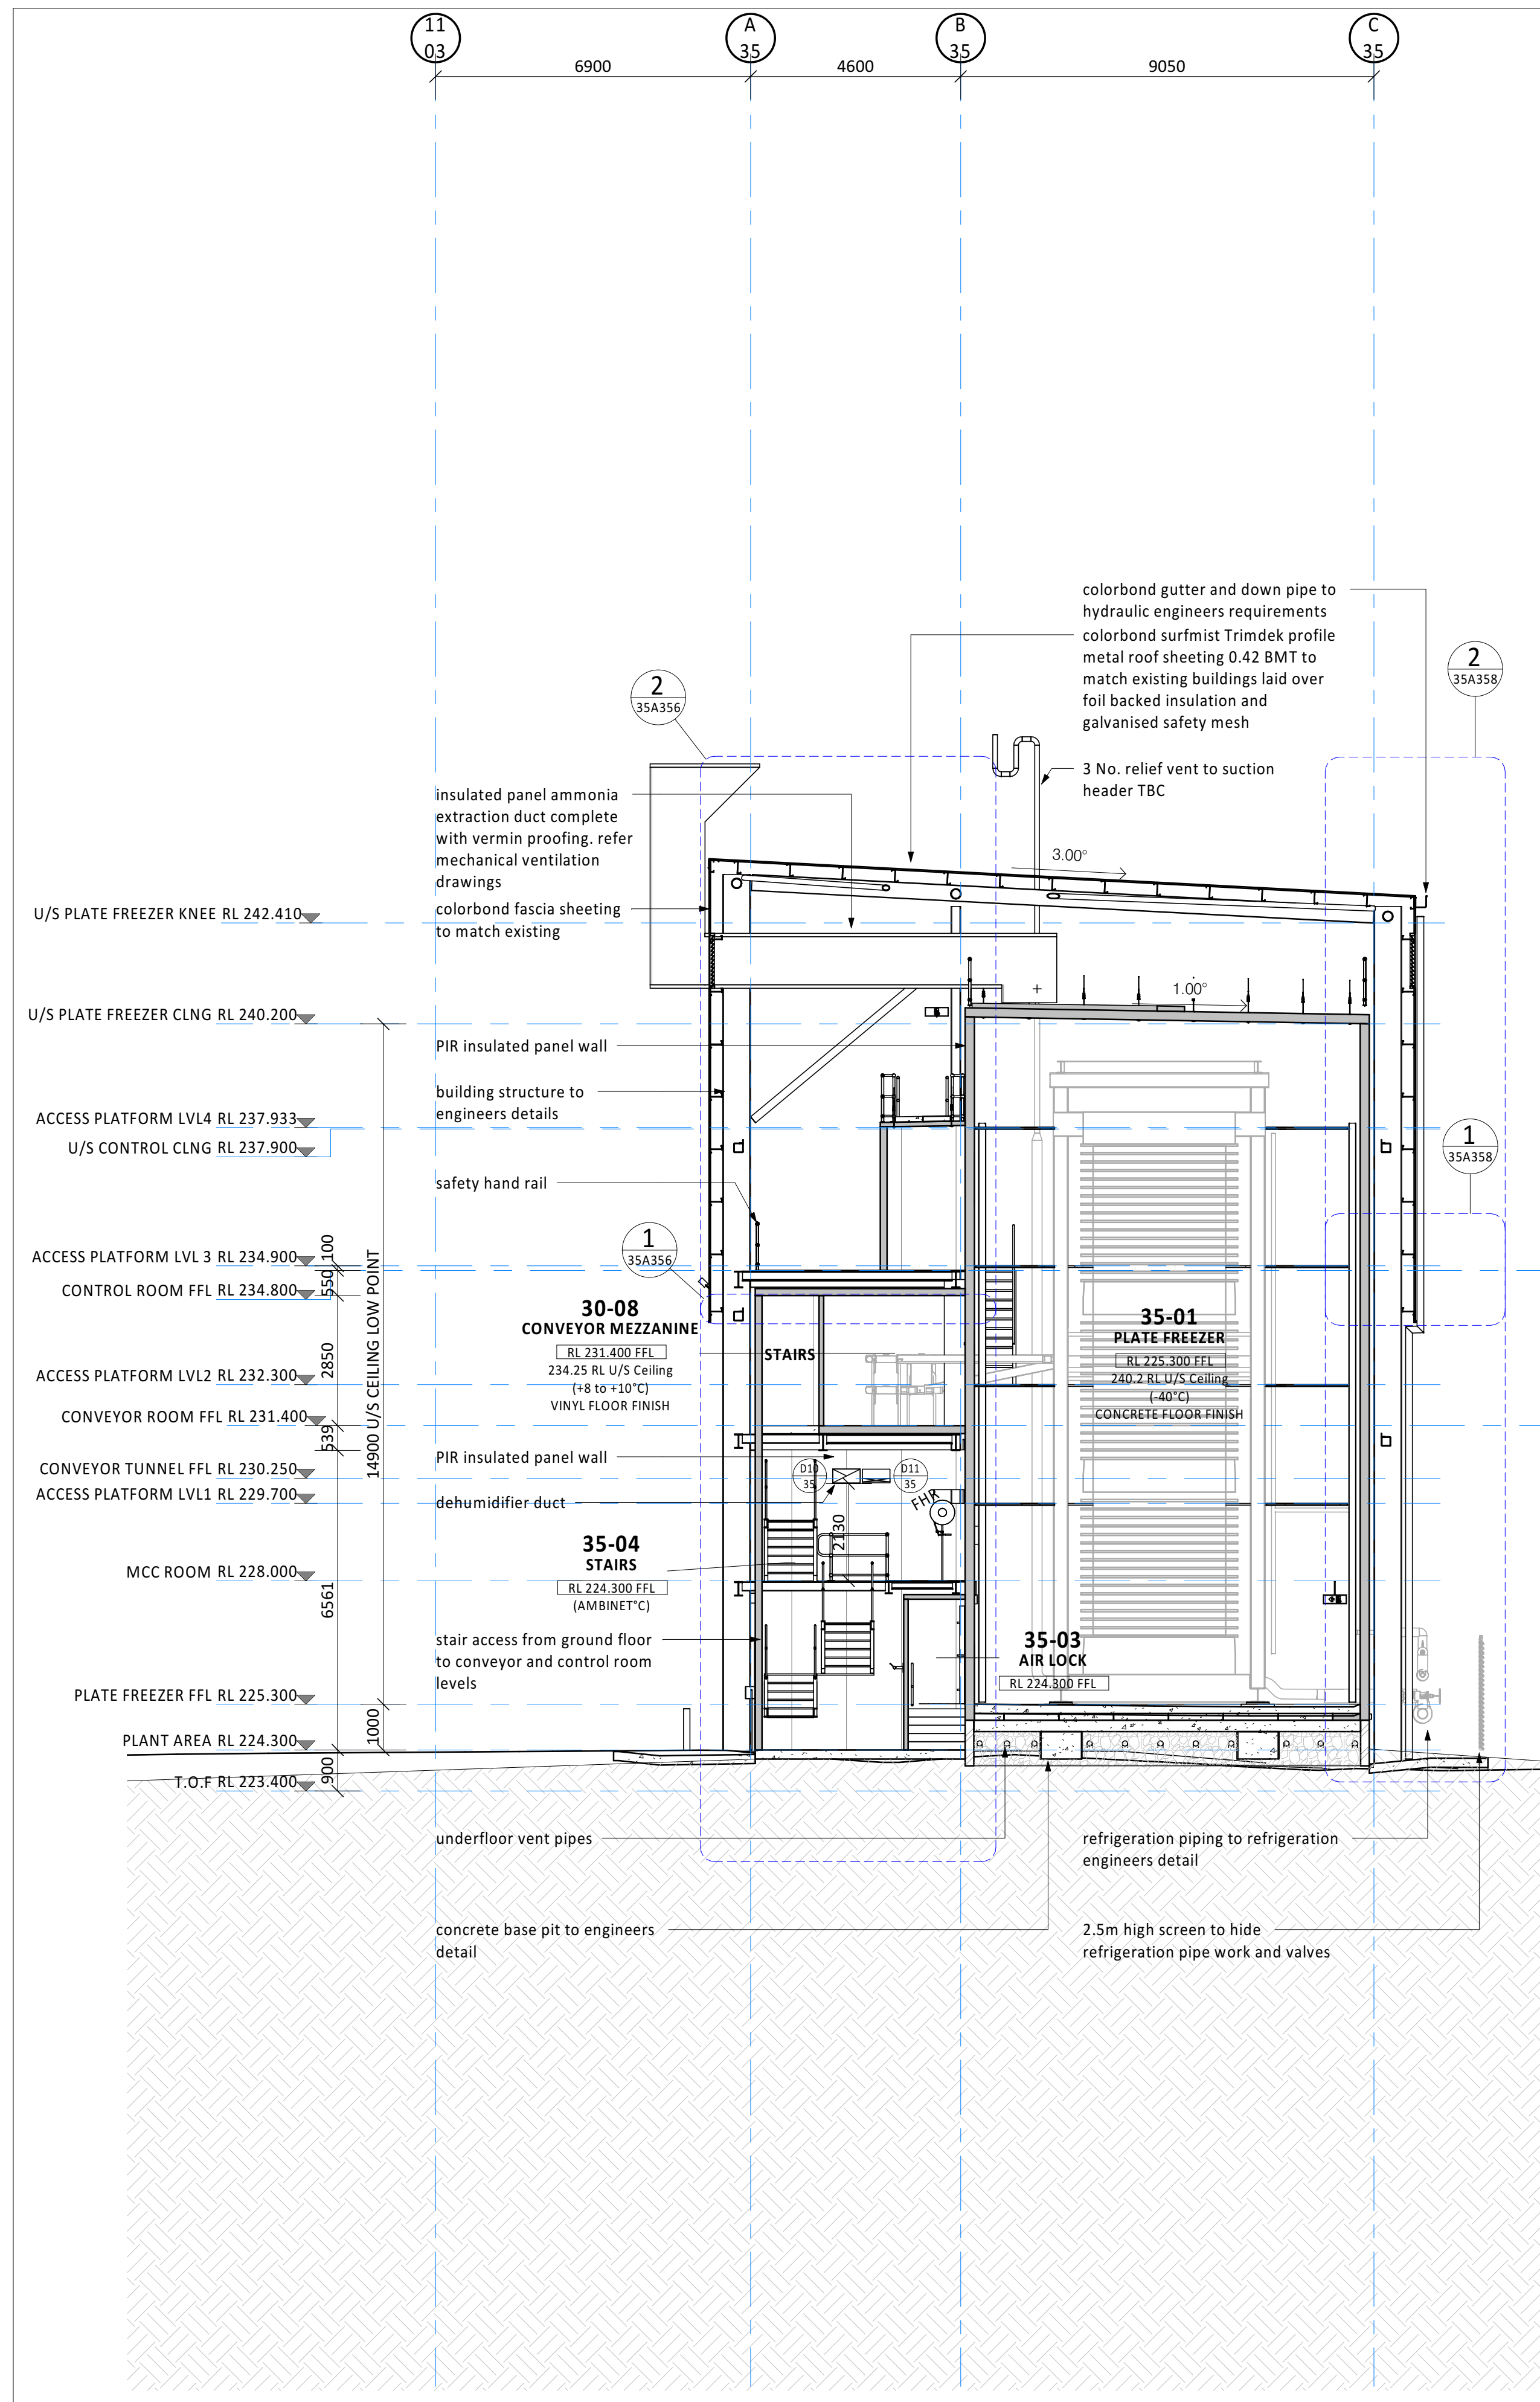 11
03
A
35
B
35
C
35
6900
4600
9050
colorbond gutter and down pipe to
hydraulic engineers requirements
colorbond surfmist Trimdek profile
metal roof sheeting 0.42 BMT to
match existing buildings laid over
foil backed insulation and
galvanised safety mesh
2
35A358
2
35A356
3 No. relief vent to suction
header TBC
insulated panel ammonia
extraction duct complete
with vermin proofing. refer
mechanical ventilation
drawings
3.00°
colorbond fascia sheeting
to match existing
U/S PLATE FREEZER KNEE RL 242.410
1.00°
U/S PLATE FREEZER CLNG RL 240.200
PIR insulated panel wall
building structure to
engineers details
ACCESS PLATFORM LVL4 RL 237.933
U/S CONTROL CLNG RL 237.900
1
35A358
safety hand rail
1
35A356
ACCESS PLATFORM LVL 3 RL 234.900
100
550
14900 U/S CEILING LOW POINT
CONTROL ROOM FFL RL 234.800
30-08
CONVEYOR MEZZANINE
RL 231.400 FFL
234.25 RL U/S Ceiling
(+8 to +10°C)
VINYL FLOOR FINISH
STAIRS
35-01
PLATE FREEZER
RL 225.300 FFL
240.2 RL U/S Ceiling
(-40°C)
CONCRETE FLOOR FINISH
2850
ACCESS PLATFORM LVL2 RL 232.300
CONVEYOR ROOM FFL RL 231.400
539
PIR insulated panel wall
CONVEYOR TUNNEL FFL RL 230.250
D10
35
D11
35
ACCESS PLATFORM LVL1 RL 229.700
dehumidifier duct
FHR
2130
35-04
STAIRS
RL 224.300 FFL
(AMBINET°C)
MCC ROOM RL 228.000
6561
stair access from ground floor
to conveyor and control room
levels
35-03
AIR LOCK
RL 224.300 FFL
PLATE FREEZER FFL RL 225.300
1000
PLANT AREA RL 224.300
900
T.O.F RL 223.400
underfloor vent pipes
refrigeration piping to refrigeration
engineers detail
concrete base pit to engineers
detail
2.5m high screen to hide
refrigeration pipe work and valves